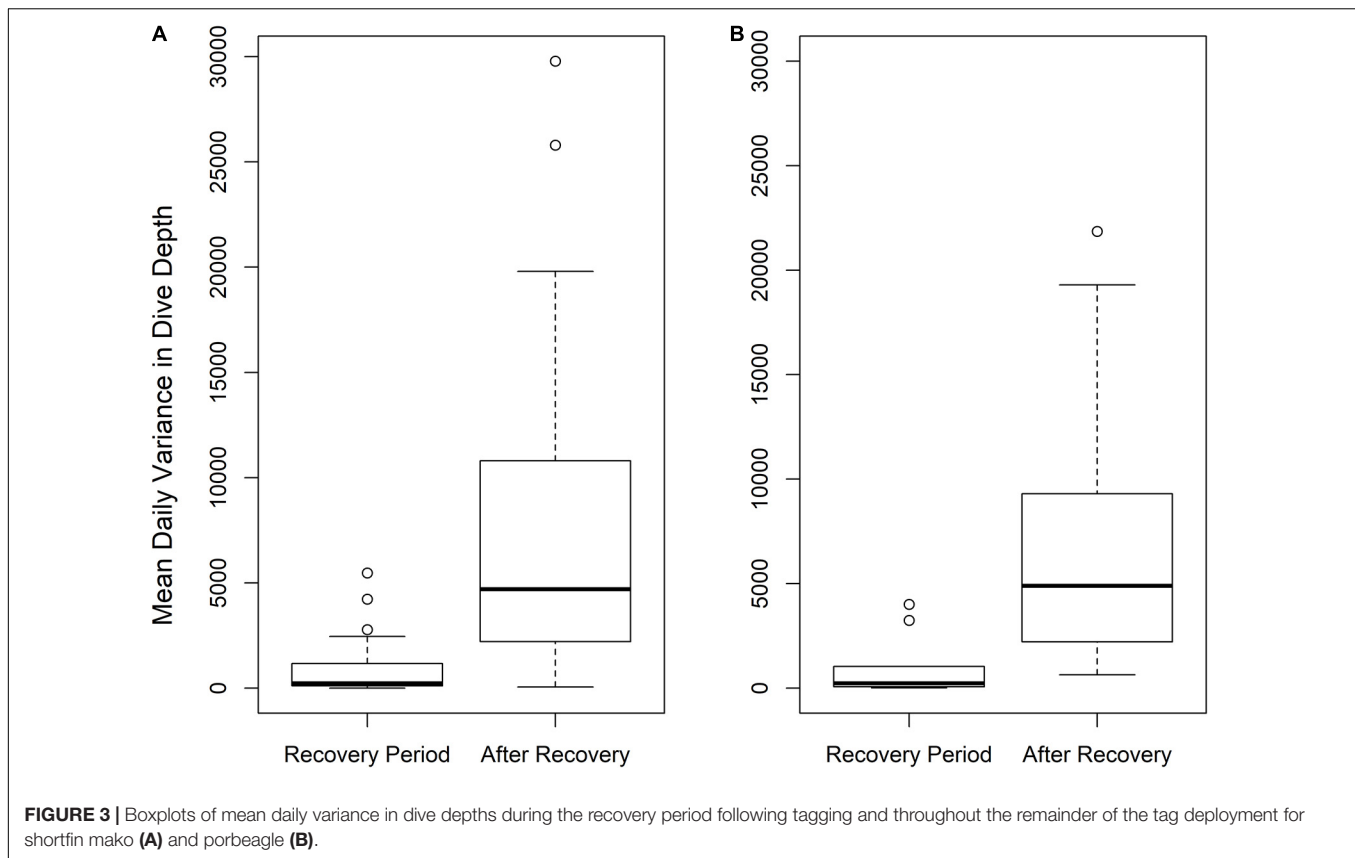 A
B
Mean Daily Variance in Dive Depth
30000
25000
20000
15000
10000
5000
0
30000
25000
20000
15000
10000
5000
0
Recovery Period
After Recovery
Recovery Period
After Recovery
FIGURE 3 | Boxplots of mean daily variance in dive depths during the recovery period following tagging and throughout the remainder of the tag deployment for
shortfin mako (A) and porbeagle (B).